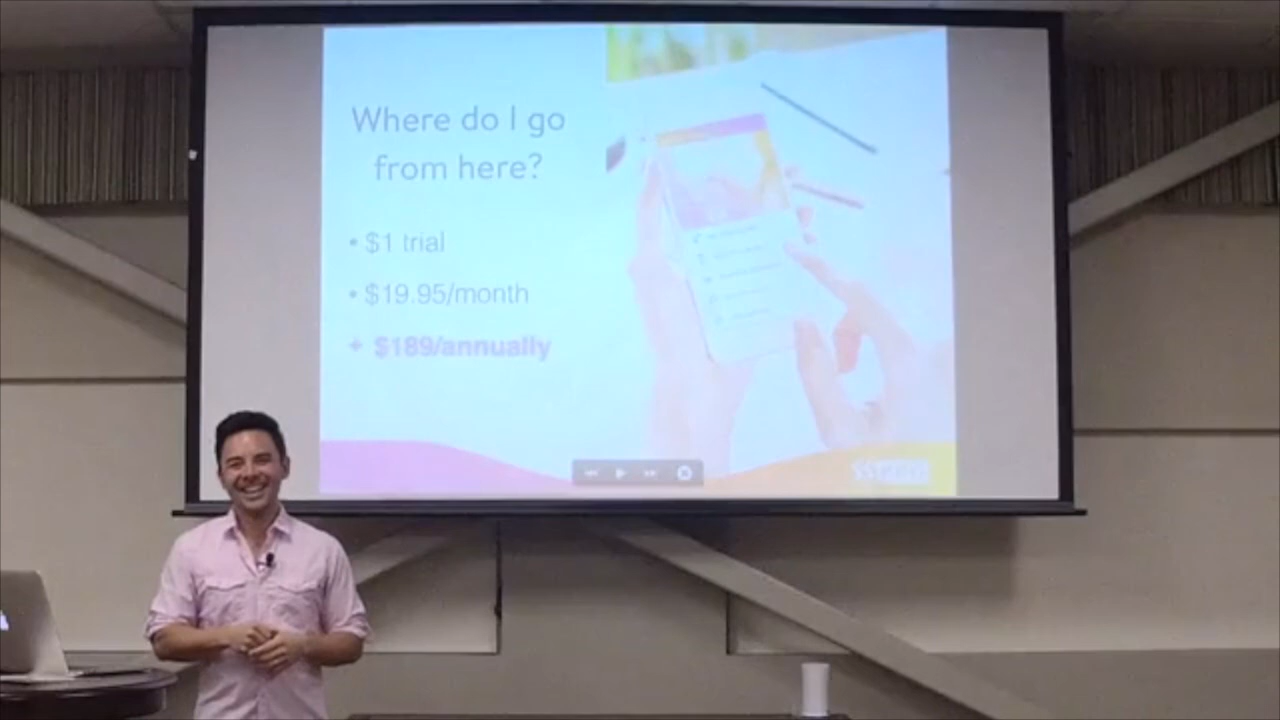 Where do I go
from here?
• $1 trial
• $19.95/month
+ $189/annually